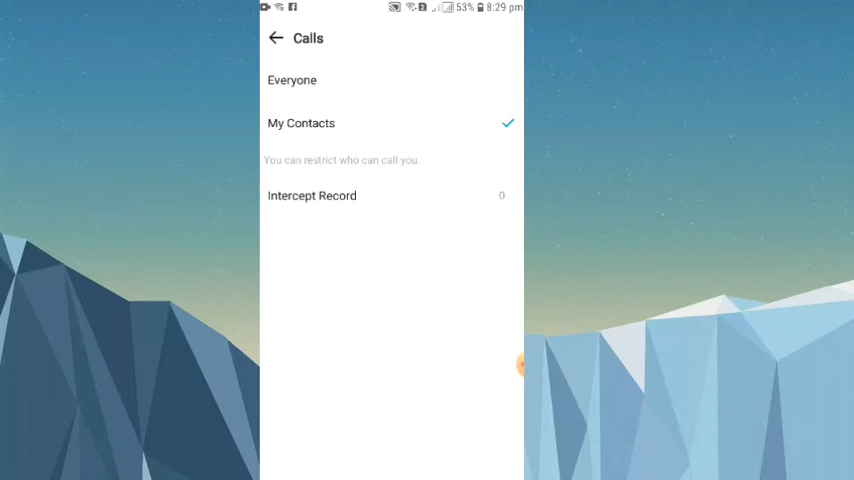 53% 8:29 pm
Calls
Everyone
My Contacts
You can restrict who can call you.
Intercept Record 0